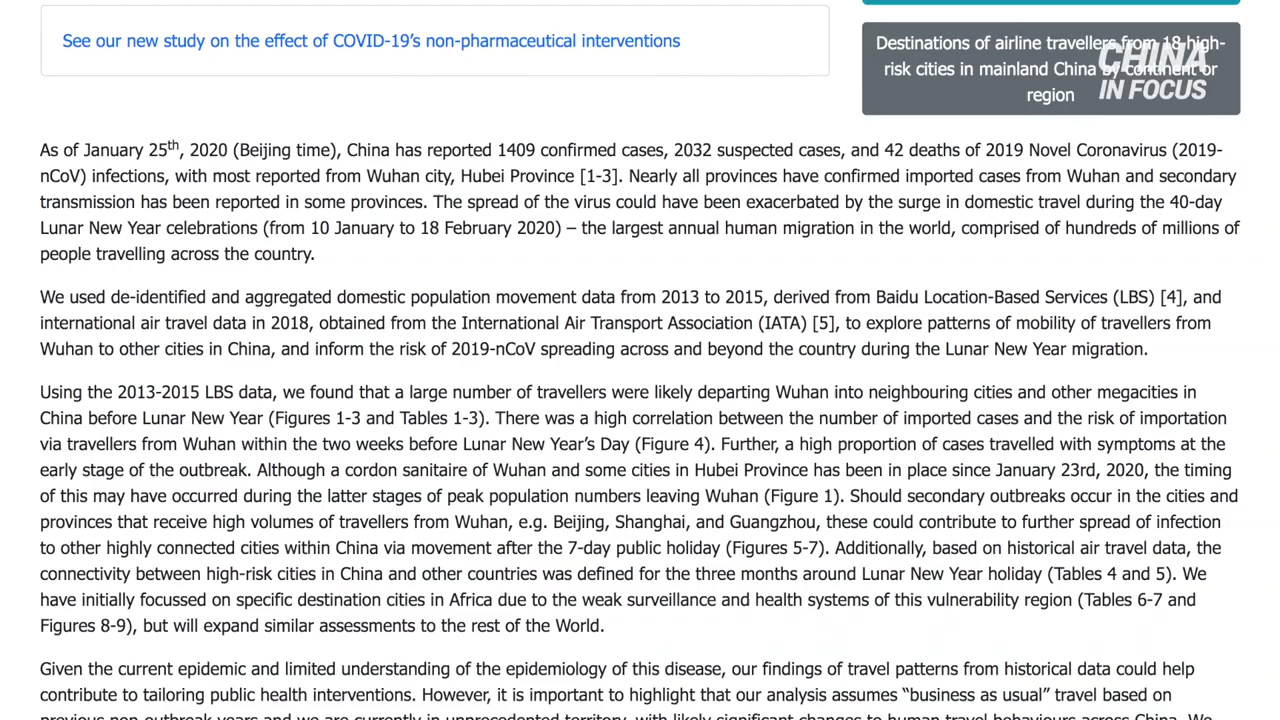 See our new study on the effect of COVID-19’s non-pharmaceutical interventions
Destinations of airline travellers from 18 high-
risk cities in mainland China by continent or
region
CHINA
IN FOCUS
As of January 25th, 2020 (Beijing time), China has reported 1409 confirmed cases, 2032 suspected cases, and 42 deaths of 2019 Novel Coronavirus (2019-
nCoV) infections, with most reported from Wuhan city, Hubei Province [1-3]. Nearly all provinces have confirmed imported cases from Wuhan and secondary
transmission has been reported in some provinces. The spread of the virus could have been exacerbated by the surge in domestic travel during the 40-day
Lunar New Year celebrations (from 10 January to 18 February 2020) – the largest annual human migration in the world, comprised of hundreds of millions of
people travelling across the country.
We used de-identified and aggregated domestic population movement data from 2013 to 2015, derived from Baidu Location-Based Services (LBS) [4], and
international air travel data in 2018, obtained from the International Air Transport Association (IATA) [5], to explore patterns of mobility of travellers from
Wuhan to other cities in China, and inform the risk of 2019-nCoV spreading across and beyond the country during the Lunar New Year migration.
Using the 2013-2015 LBS data, we found that a large number of travellers were likely departing Wuhan into neighbouring cities and other megacities in
China before Lunar New Year (Figures 1-3 and Tables 1-3). There was a high correlation between the number of imported cases and the risk of importation
via travellers from Wuhan within the two weeks before Lunar New Year’s Day (Figure 4). Further, a high proportion of cases travelled with symptoms at the
early stage of the outbreak. Although a cordon sanitaire of Wuhan and some cities in Hubei Province has been in place since January 23rd, 2020, the timing
of this may have occurred during the latter stages of peak population numbers leaving Wuhan (Figure 1). Should secondary outbreaks occur in the cities and
provinces that receive high volumes of travellers from Wuhan, e.g. Beijing, Shanghai, and Guangzhou, these could contribute to further spread of infection
to other highly connected cities within China via movement after the 7-day public holiday (Figures 5-7). Additionally, based on historical air travel data, the
connectivity between high-risk cities in China and other countries was defined for the three months around Lunar New Year holiday (Tables 4 and 5). We
have initially focussed on specific destination cities in Africa due to the weak surveillance and health systems of this vulnerability region (Tables 6-7 and
Figures 8-9), but will expand similar assessments to the rest of the World.
Given the current epidemic and limited understanding of the epidemiology of this disease, our findings of travel patterns from historical data could help
contribute to tailoring public health interventions. However, it is important to highlight that our analysis assumes “business as usual” travel based on
previous non-outbreak years and we are currently in unprecedented territory, with likely significant changes to human travel behaviours across China. We